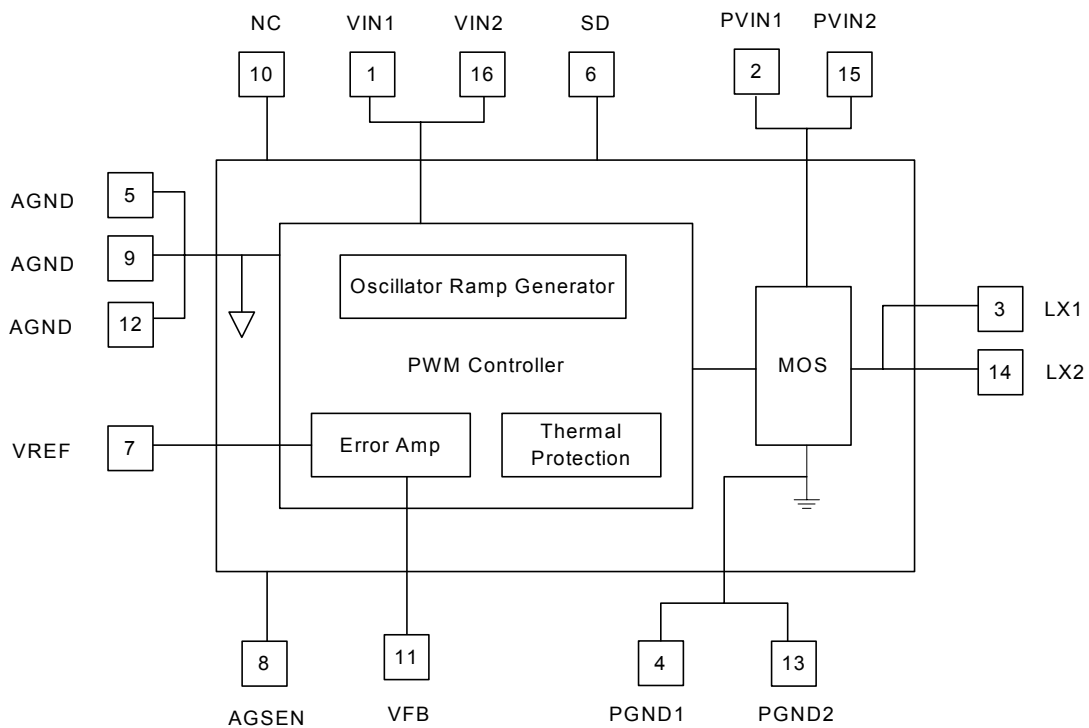 NC
VIN1
VIN2
SD
PVIN1
PVIN2
10
1
16
6
2
15
AGND
5
AGND
9
AGND
12
Oscillator Ramp Generator
PWM Controller
MOS
3
LX1
14
LX2
VREF
7
Error Amp
Thermal
Protection
8
11
4
13
AGSEN
VFB
PGND1
PGND2